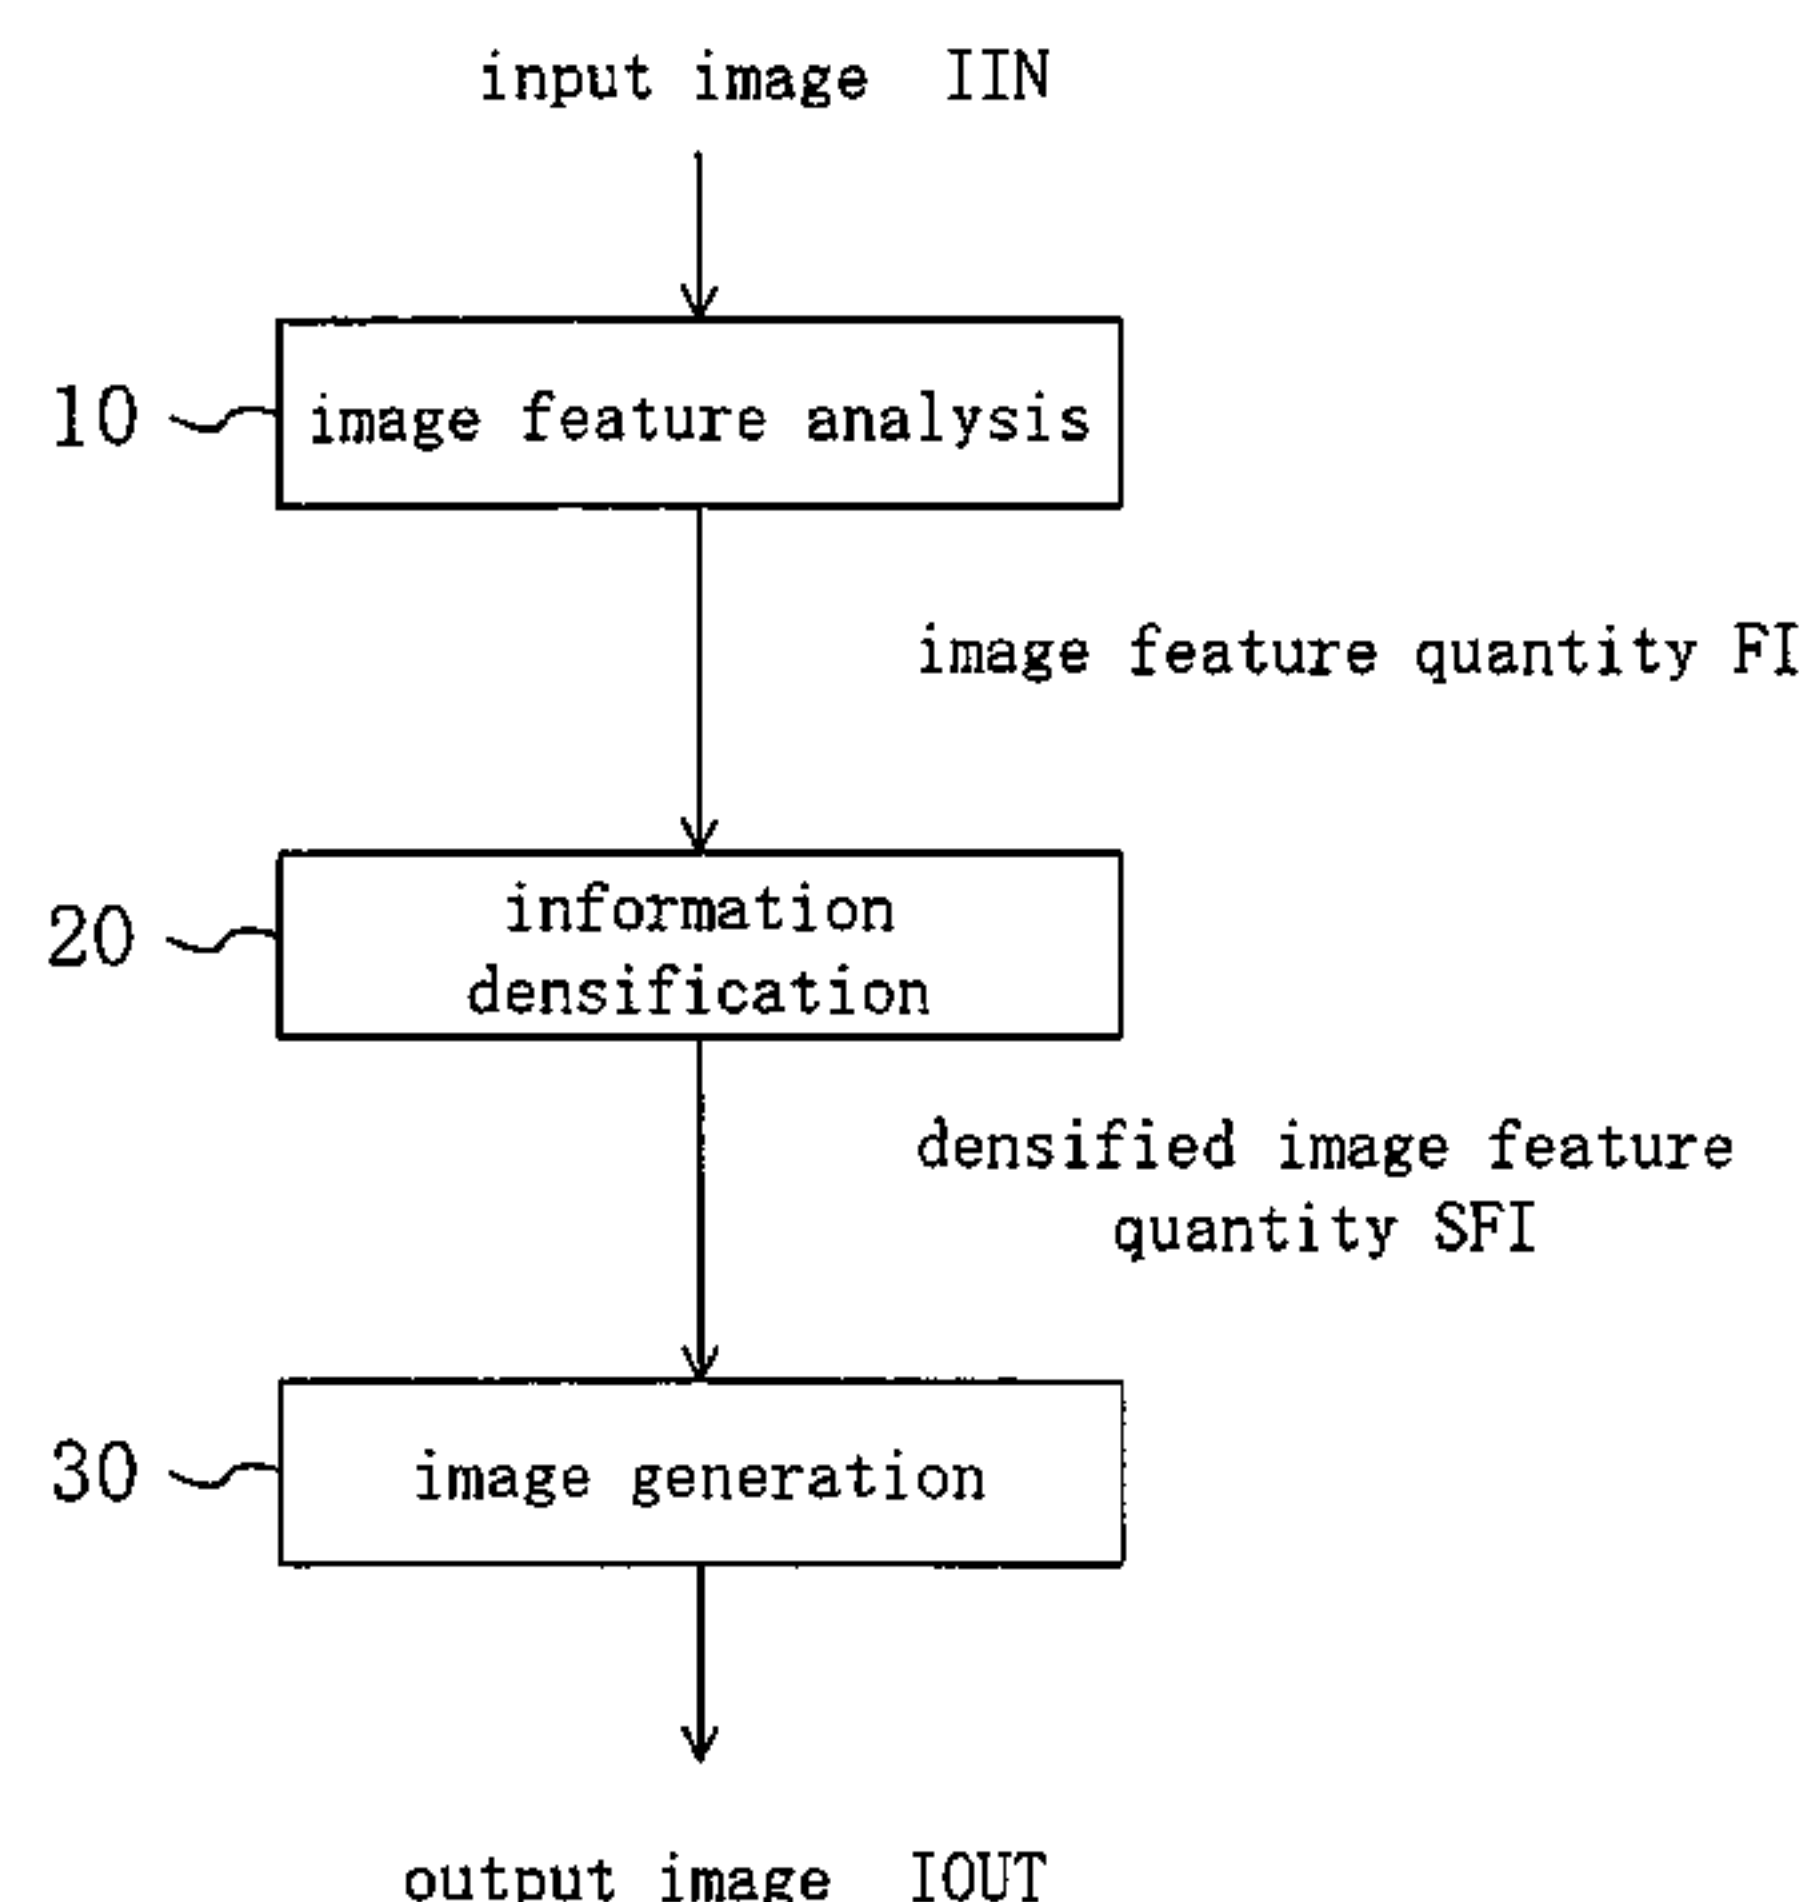 input image IIN
10
image feature analysis
image feature quantity FI
20
information
densification
densified image feature
quantity SFI
30
image generation
output image IOUT